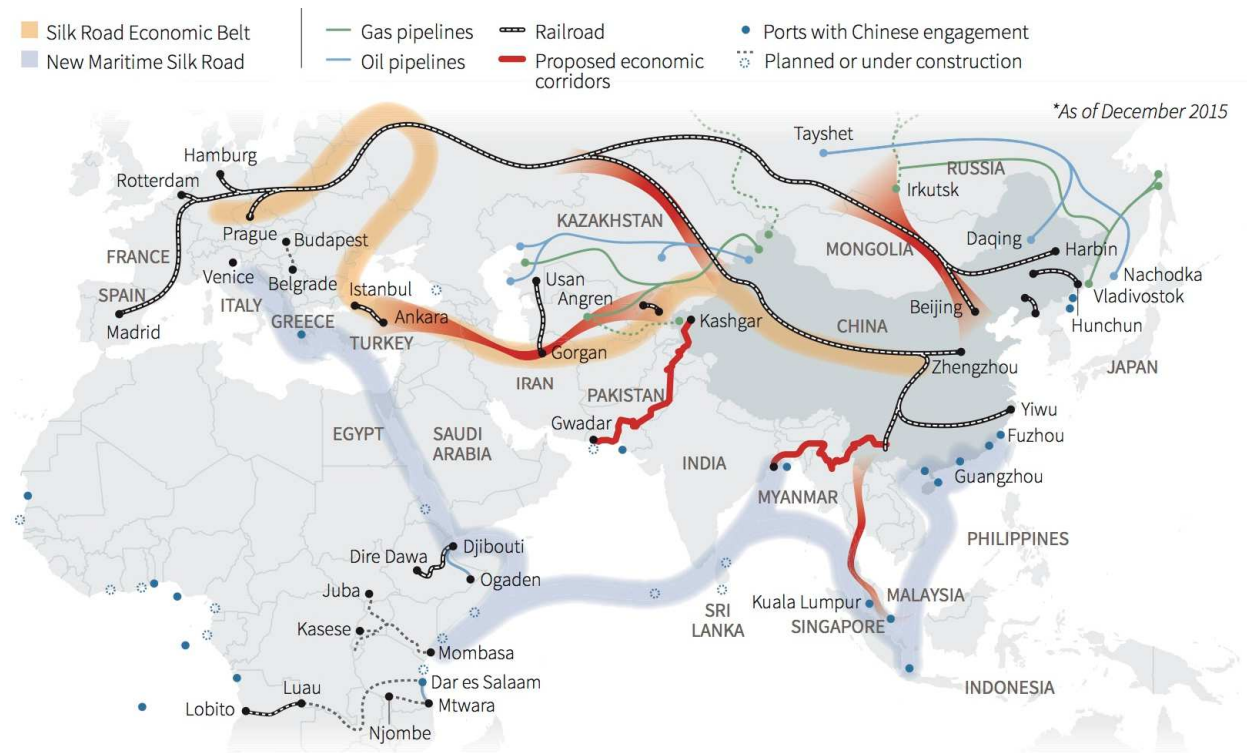 Silk Road Economic Belt
New Maritime Silk Road
Gas pipelines
Oil pipelines
Railroad
Proposed economic
corridors
Ports with Chinese engagement
Planned or under construction
*As of December 2015
Tayshet
Hamburg
Rotterdam
RUSSIA
Irkutsk
KAZAKHSTAN
Prague
Budapest
MONGOLIA
Daqing
Harbin
FRANCE
Venice
Belgrade
Istanbul
Usan
Nachodka
SPAIN
ITALY
Angren
Vladivostok
GREECE
Ankara
Beijing
Madrid
Kashgar
CHINA
Hunchun
TURKEY
Gorgan
Zhengzhou
JAPAN
IRAN
PAKISTAN
Yiwu
Gwadar
EGYPT
SAUDI
ARABIA
Fuzhou
INDIA
Guangzhou
MYANMAR
PHILIPPINES
Djibouti
Dire Dawa
Ogaden
Juba
MALAYSIA
Kuala Lumpur
SRI
LANKA
SINGAPORE
Kasese
Mombasa
Dar es Salaam
Luau
INDONESIA
Lobito
Mtwara
Njombe